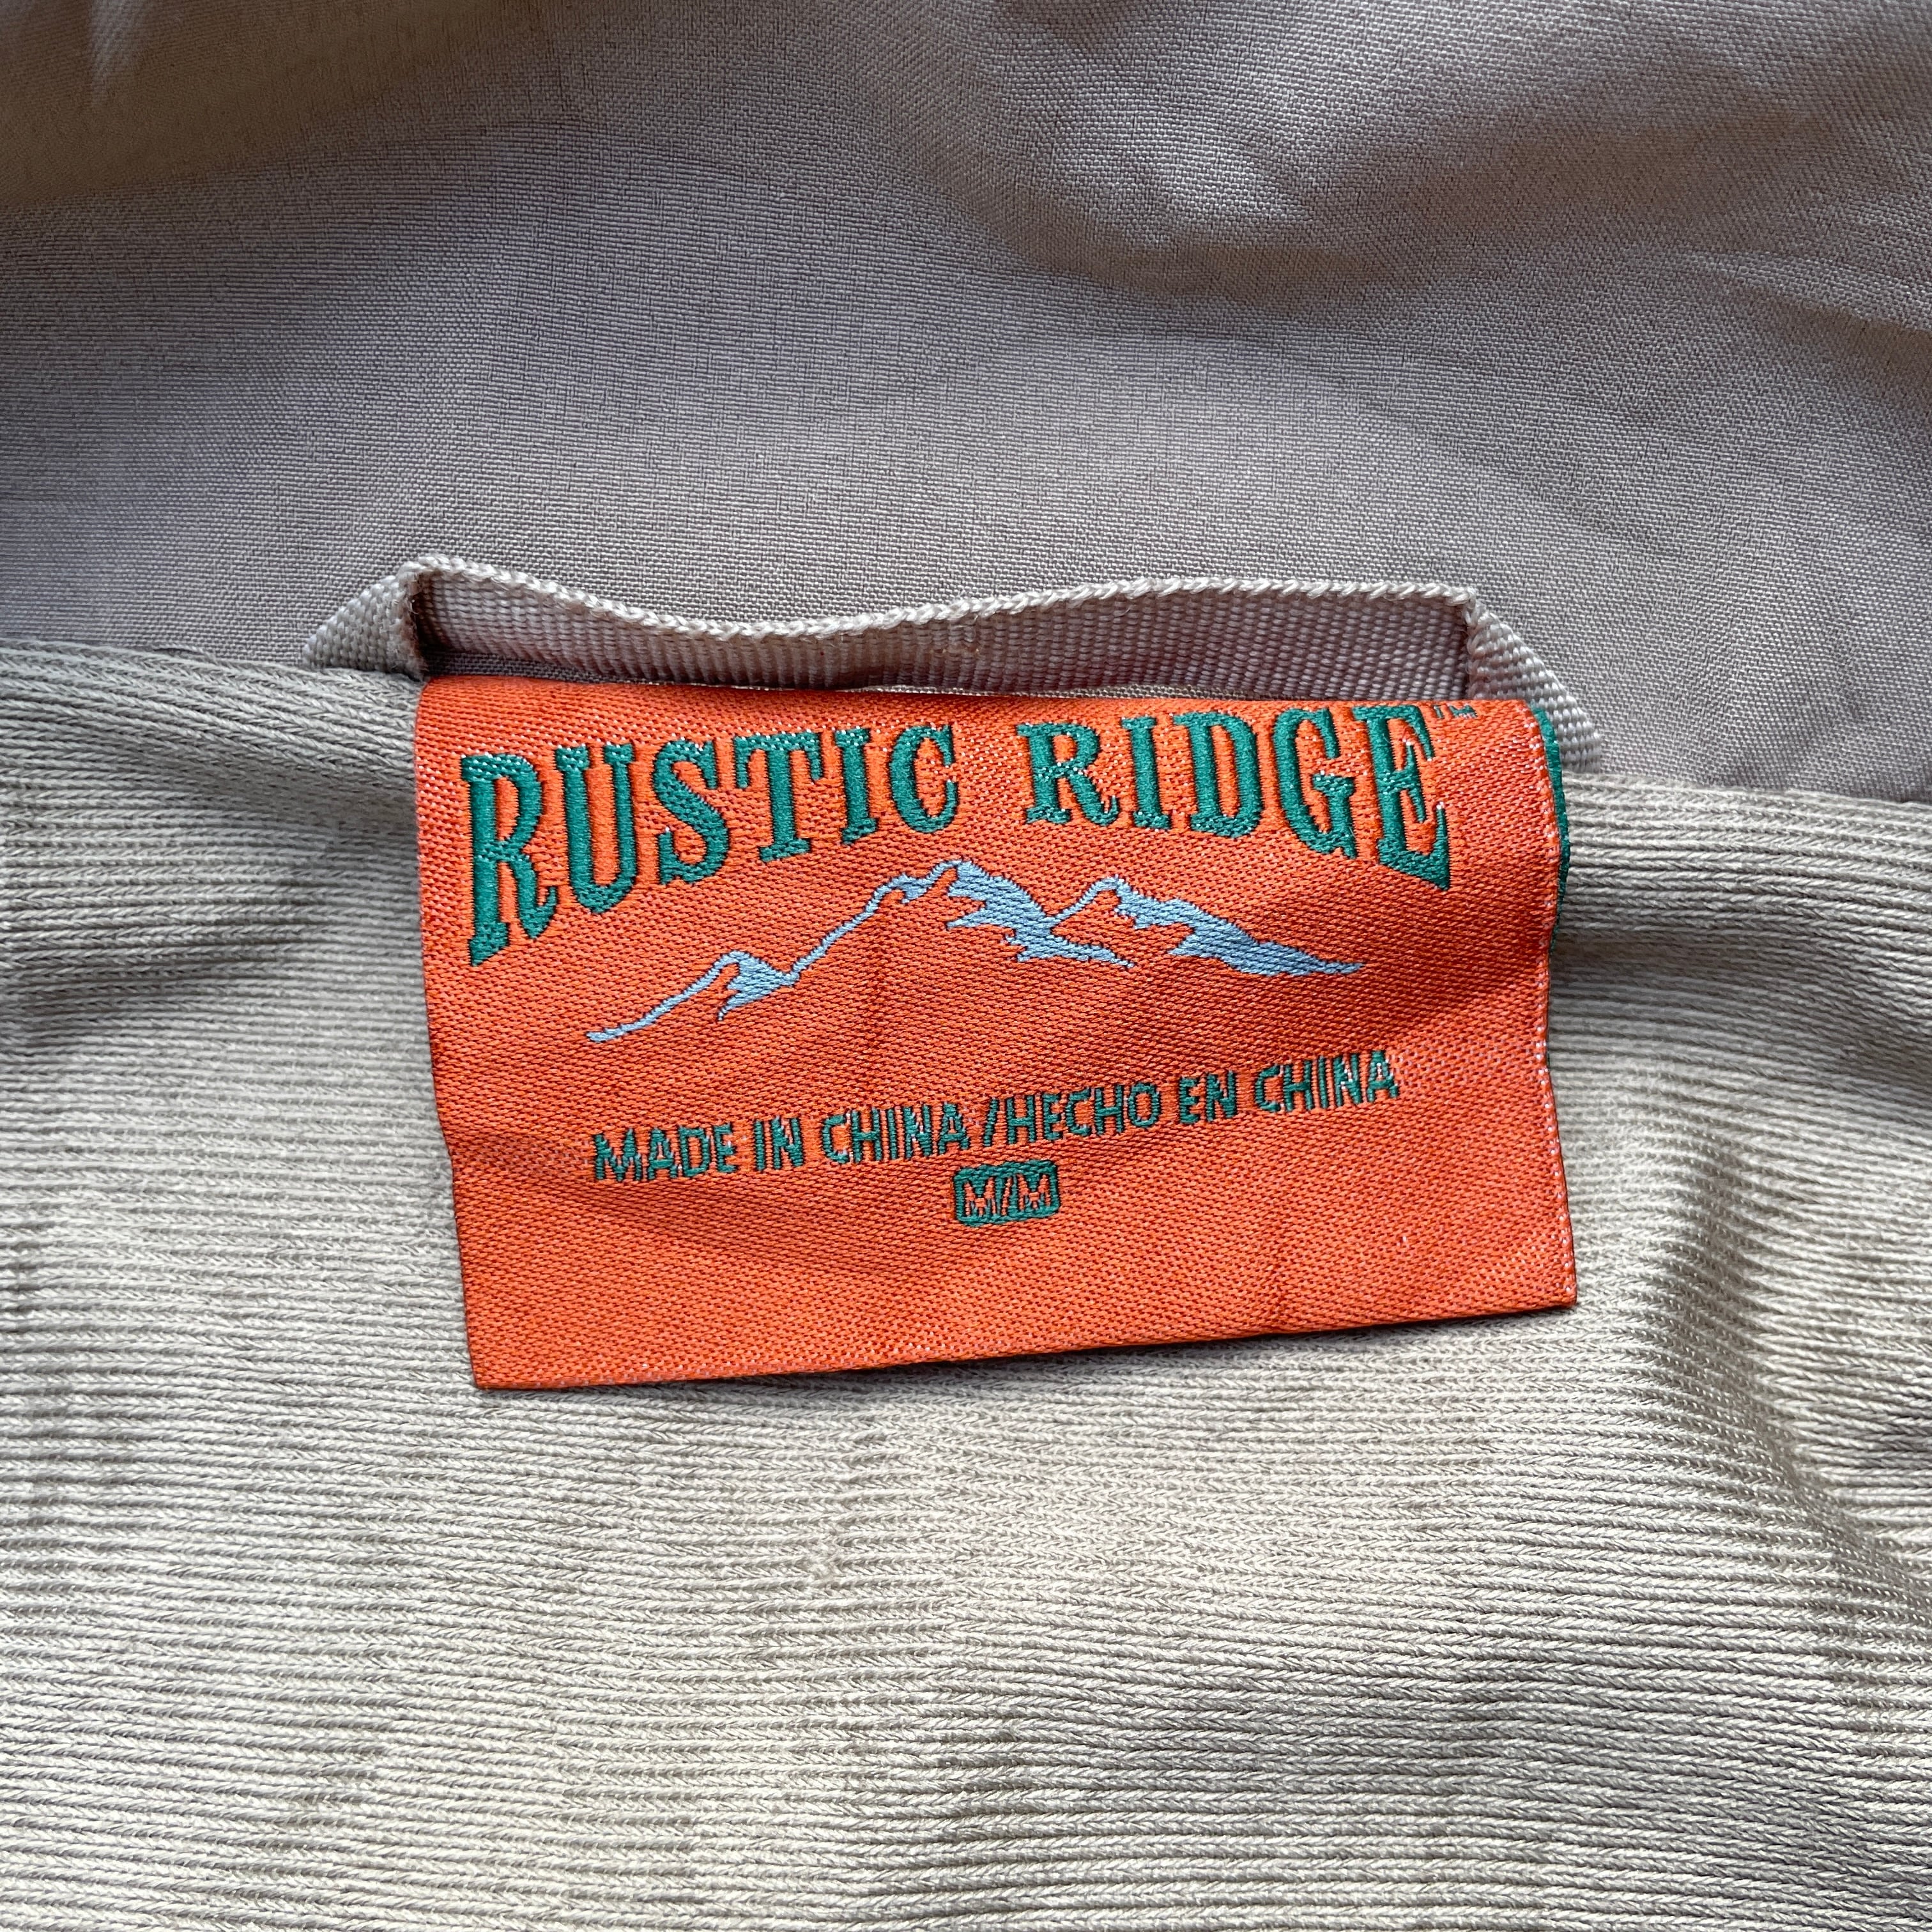 RUSTIC RIDGE™
MADE IN CHINA/HECHO EN CHINA
M/M